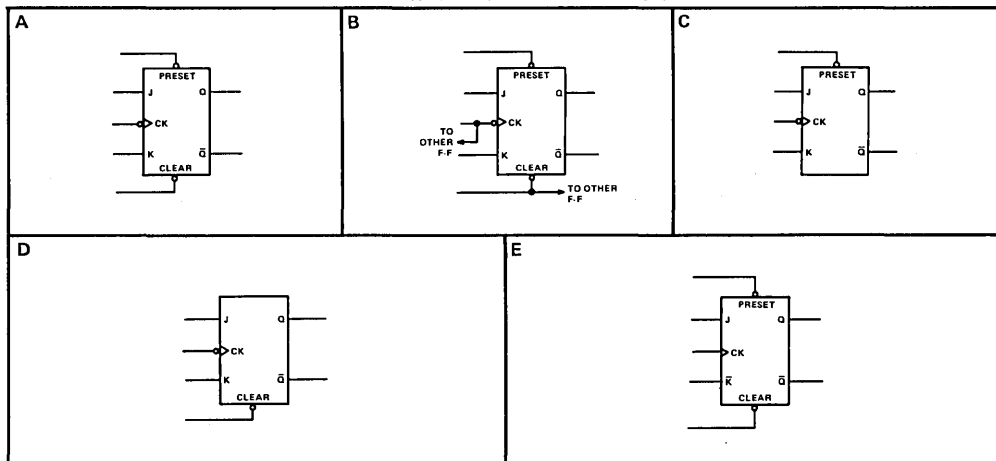 A
PRESET
J Q
CK
K Q̅
CLEAR
B
PRESET
J Q
CK
TO
OTHER
F-F
K Q̅
CLEAR
TO OTHER
F-F
C
PRESET
J Q
CK
K Q̅
D
J Q
CK
K Q̅
CLEAR
E
PRESET
J Q
CK
K̅ Q̅
CLEAR